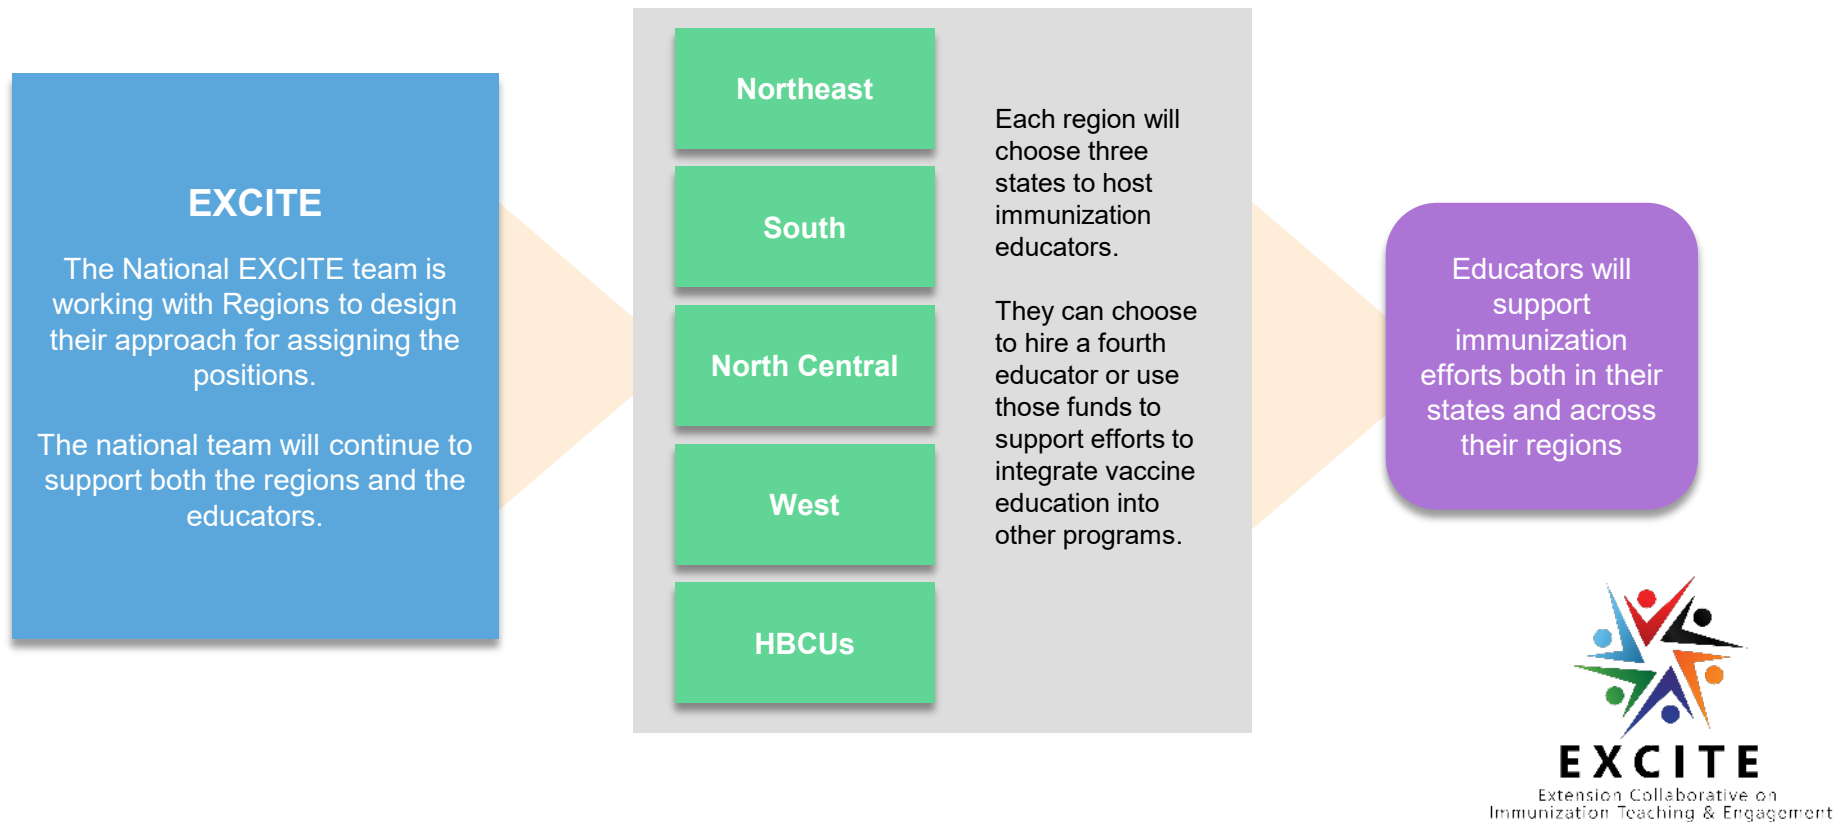 EXCITE
The National EXCITE team is
working with Regions to design
their approach for assigning the
positions.
The national team will continue to
support both the regions and the
educators.
Northeast
South
North Central
West
HBCUs
Each region will
choose three
states to host
immunization
educators.
They can choose
to hire a fourth
educator or use
those funds to
support efforts to
integrate vaccine
education into
other programs.
Educators will
support
immunization
efforts both in their
states and across
their regions
EXCITE
Extension Collaborative on
Immunization Teaching & Engagement